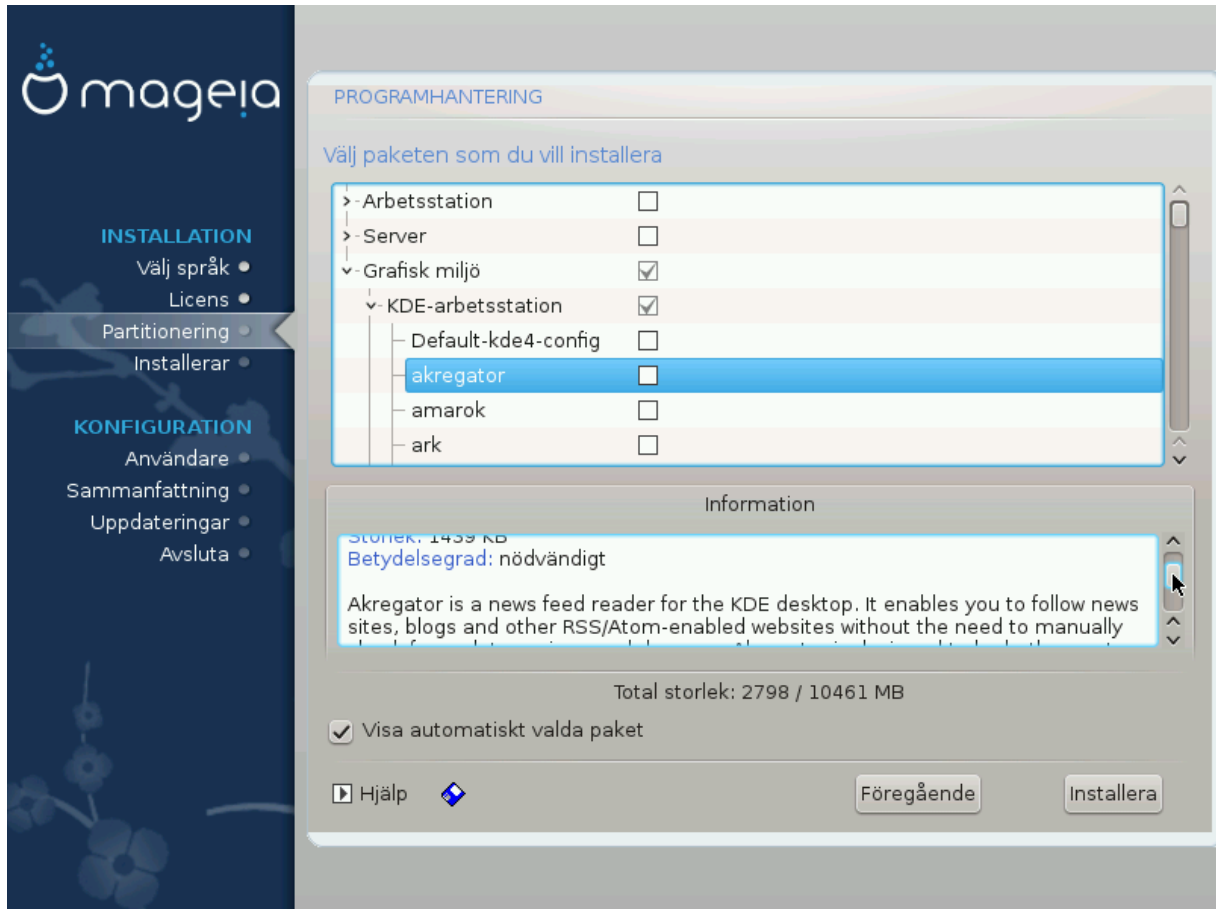 mageia
INSTALLATION
Välj språk
Licens
Partitionering
Installerar
KONFIGURATION
Användare
Sammanfattning
Uppdateringar
Avsluta
PROGRAMHANTERING
Välj paketen som du vill installera
Arbetsstation
Server
Grafisk miljö
KDE-arbetsstation
Default-kde4-config
akregator
amarok
ark
Information
Storlek: 1439 KB
Betydelsegrad: nödvändigt
Akregator is a news feed reader for the KDE desktop. It enables you to follow news
sites, blogs and other RSS/Atom-enabled websites without the need to manually
Total storlek: 2798 / 10461 MB
Visa automatiskt valda paket
Hjälp
Föregående
Installera